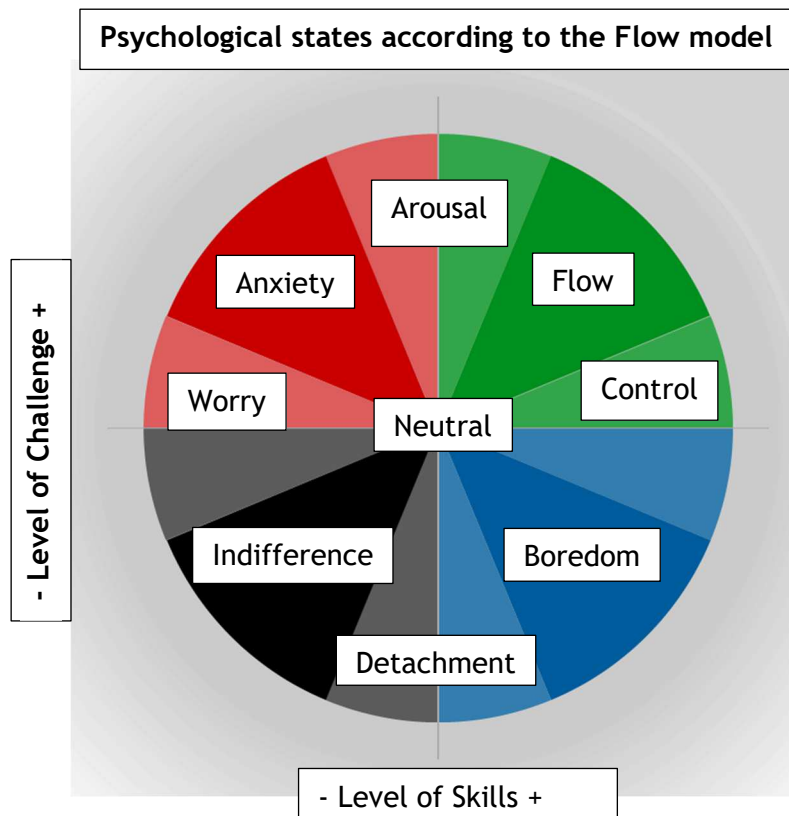 Psychological states according to the Flow model
Arousal
Anxiety
Flow
Worry
Control
Neutral
Indifference
Boredom
Detachment
- Level of Challenge +
- Level of Skills +